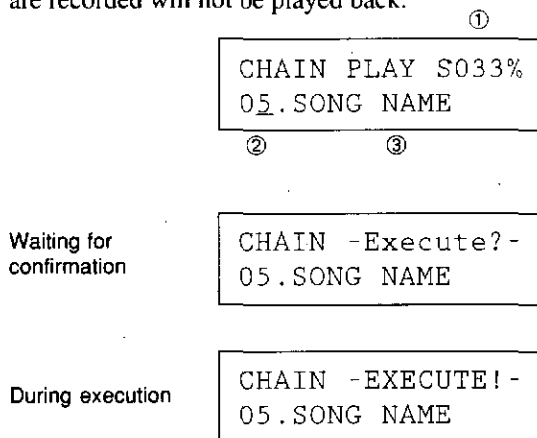 are recorded will not be played back.
①
CHAIN PLAY S033%
05.SONG NAME
② ③
Waiting for
confirmation
CHAIN -Execute?-
05.SONG NAME
During execution
CHAIN -EXECUTE!-
05.SONG NAME